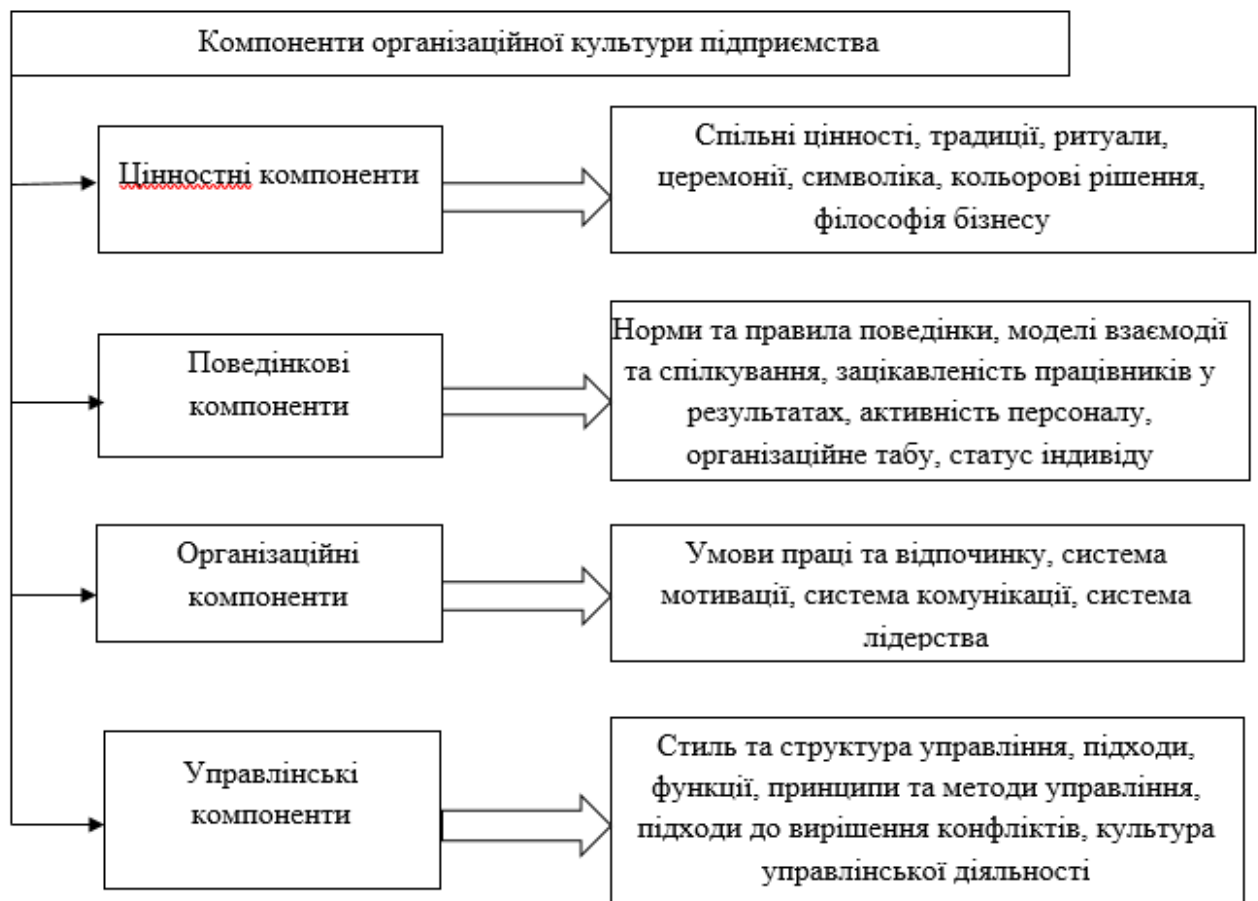 Компоненти організаційної культури підприємства
Цінностні компоненти
Спільні цінності, традиції, ритуали,
церемонії, символіка, кольорові рішення,
філософія бізнесу
Поведінкові
компоненти
Норми та правила поведінки, моделі взаємодії
та спілкування, зацікавленість працівників у
результатах, активність персоналу,
організаційне табу, статус індивіду
Організаційні
компоненти
Умови праці та відпочинку, система
мотивації, система комунікації, система
лідерства
Управлінські
компоненти
Стиль та структура управління, підходи,
функції, принципи та методи управління,
підходи до вирішення конфліктів, культура
управлінської діяльності